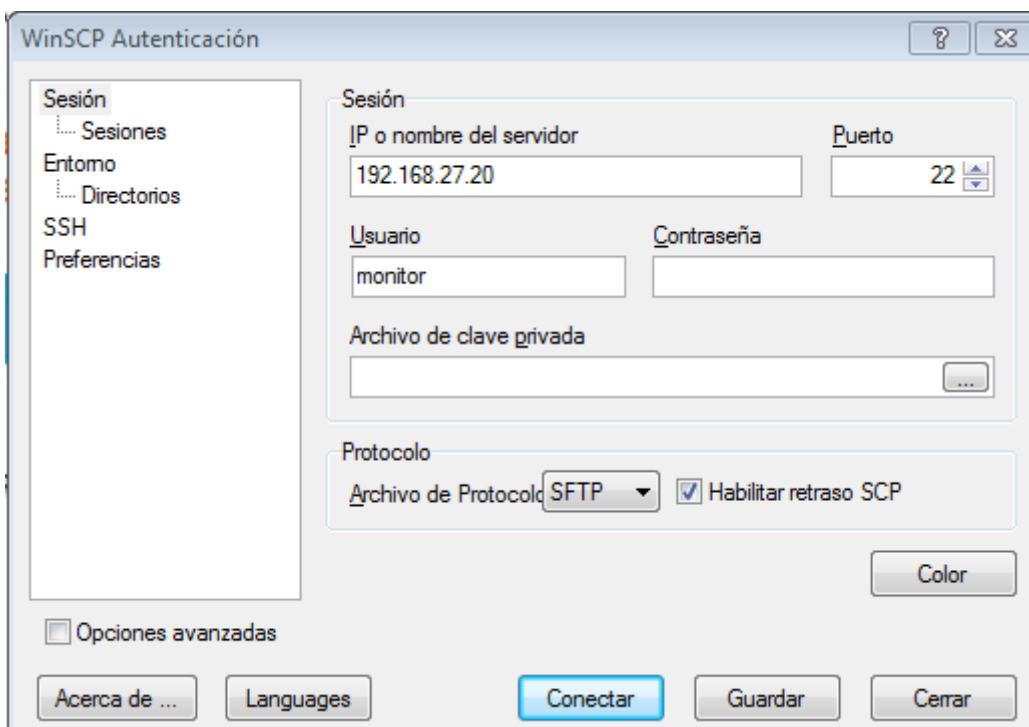 WinSCP Autenticación
Sesión
Sesiones
Entorno
Directorios
SSH
Preferencias
Sesión
IP o nombre del servidor Puerto
192.168.27.20 22
Usuario Contraseña
monitor
Archivo de clave privada
...
Protocolo
Archivo de Protocolo SFTP Habilitar retraso SCP
Color
Opciones avanzadas
Acerca de ... Languages Conectar Guardar Cerrar